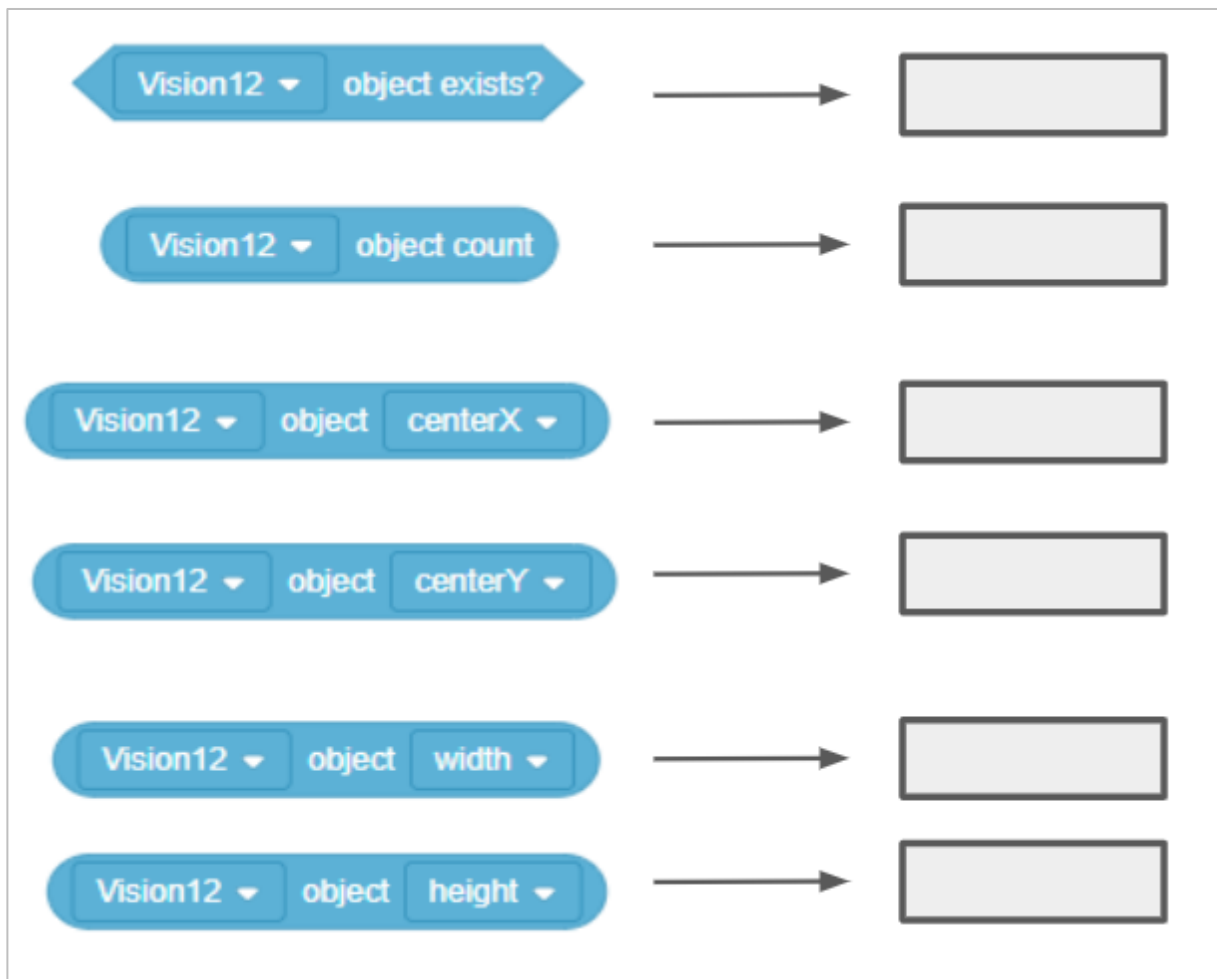 Vision12 object exists?
Vision12 object count
Vision12 object centerX
Vision12 object centerY
Vision12 object width
Vision12 object height